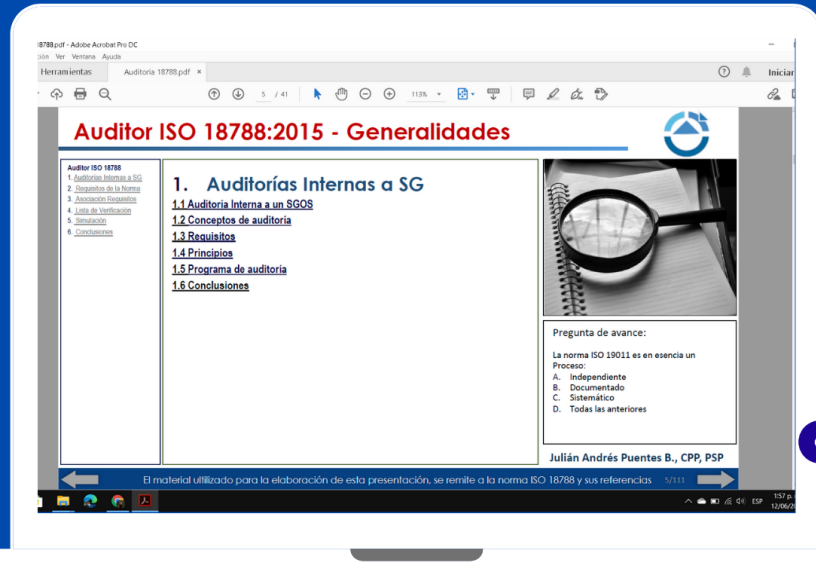 18788.pdf - Adobe Acrobat Pro DC
Ver Ventana Ayuda
Herramientas
Auditoria 18788.pdf ×
Iniciar
5 / 41
113%
Auditor ISO 18788:2015 - Generalidades
Auditor ISO 18788
1. Auditorías Internas a SG
2. Requisitos de la Norma
3. Asociación Requisitos
4. Lista de Verificación
5. Simulación
6. Conclusiones
1. Auditorías Internas a SG
1.1 Auditoria Interna a un SGOS
1.2 Conceptos de auditoria
1.3 Requisitos
1.4 Principios
1.5 Programa de auditoría
1.6 Conclusiones
Pregunta de avance:
La norma ISO 19011 es en esencia un
Proceso:
A. Independiente
B. Documentado
C. Sistemático
D. Todas las anteriores
Julián Andrés Puentes B., CPP, PSP
El material ultilizado para la elaboración de esta presentación, se remite a la norma ISO 18788 y sus referencias
5/111
ESP
1:57 p.
12/06/20